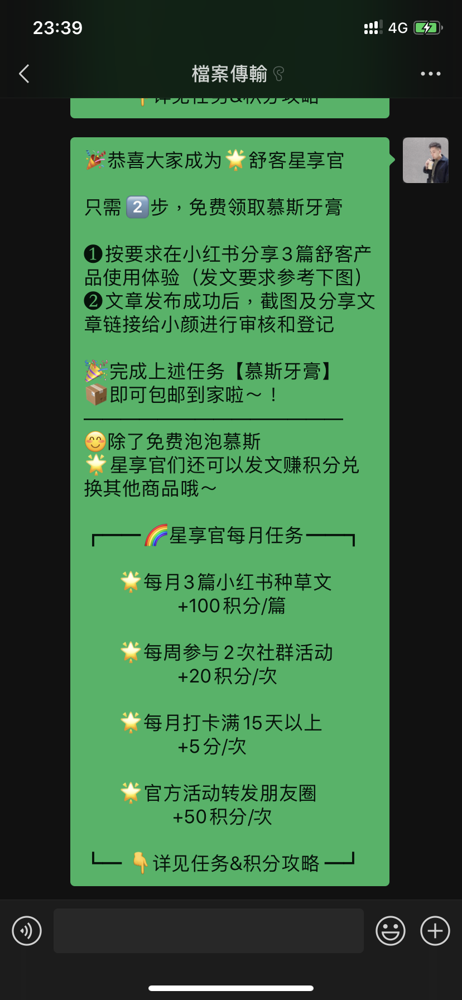 23:39
4G
檔案傳輸
详见任务&积分攻略
🎉恭喜大家成为🌟舒客星享官
只需2️⃣步，免费领取慕斯牙膏
❶按要求在小红书分享3篇舒客产
品使用体验（发文要求参考下图）
❷文章发布成功后，截图及分享文
章链接给小颜进行审核和登记
🎉完成上述任务【慕斯牙膏】
📦即可包邮到家啦～！
😊除了免费泡泡慕斯
🌟星享官们还可以发文赚积分兑
换其他商品哦～
┏━━🌈星享官每月任务━━┓
🌟每月3篇小红书种草文
+100积分/篇
🌟每周参与2次社群活动
+20积分/次
🌟每月打卡满15天以上
+5分/次
🌟官方活动转发朋友圈
+50积分/次
┗━ 👇详见任务&积分攻略 ━┛